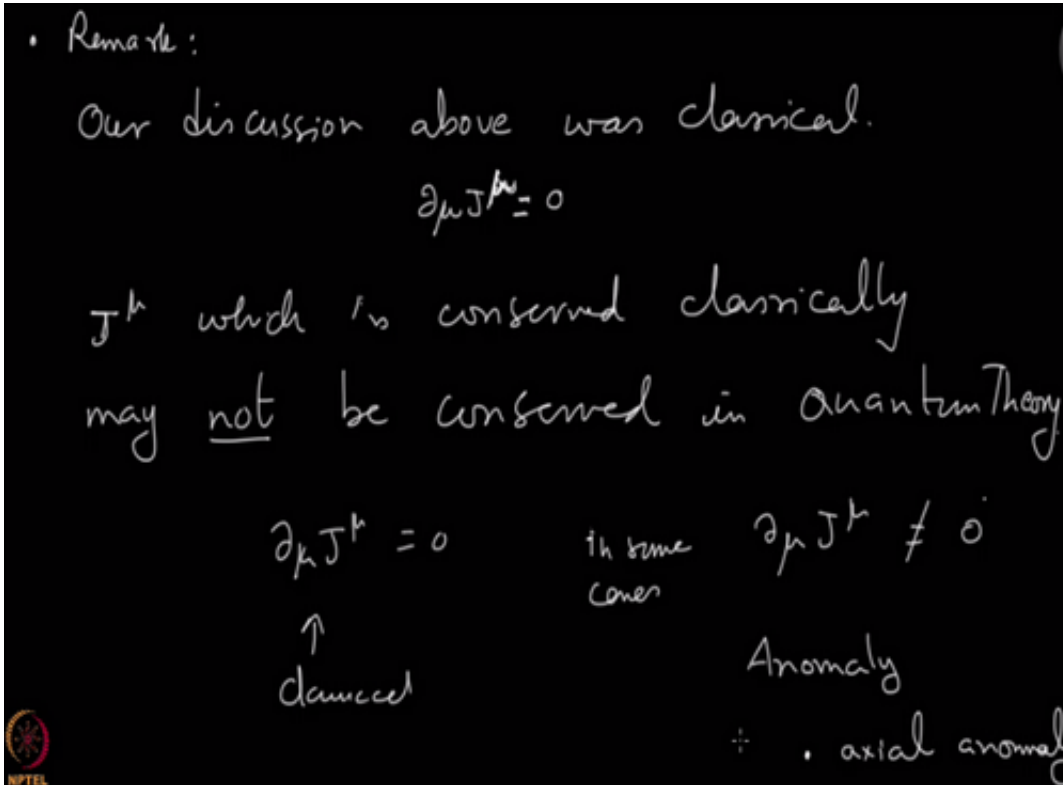 • Remark:
Our discussion above was classical.
∂μJ^μ = 0
J^μ which is conserved classically
may not be conserved in Quantum Theory
∂μJ^μ = 0 in some cases ∂μJ^μ ≠ 0
↑
classical
Anomaly
• axial anomaly
NPTEL